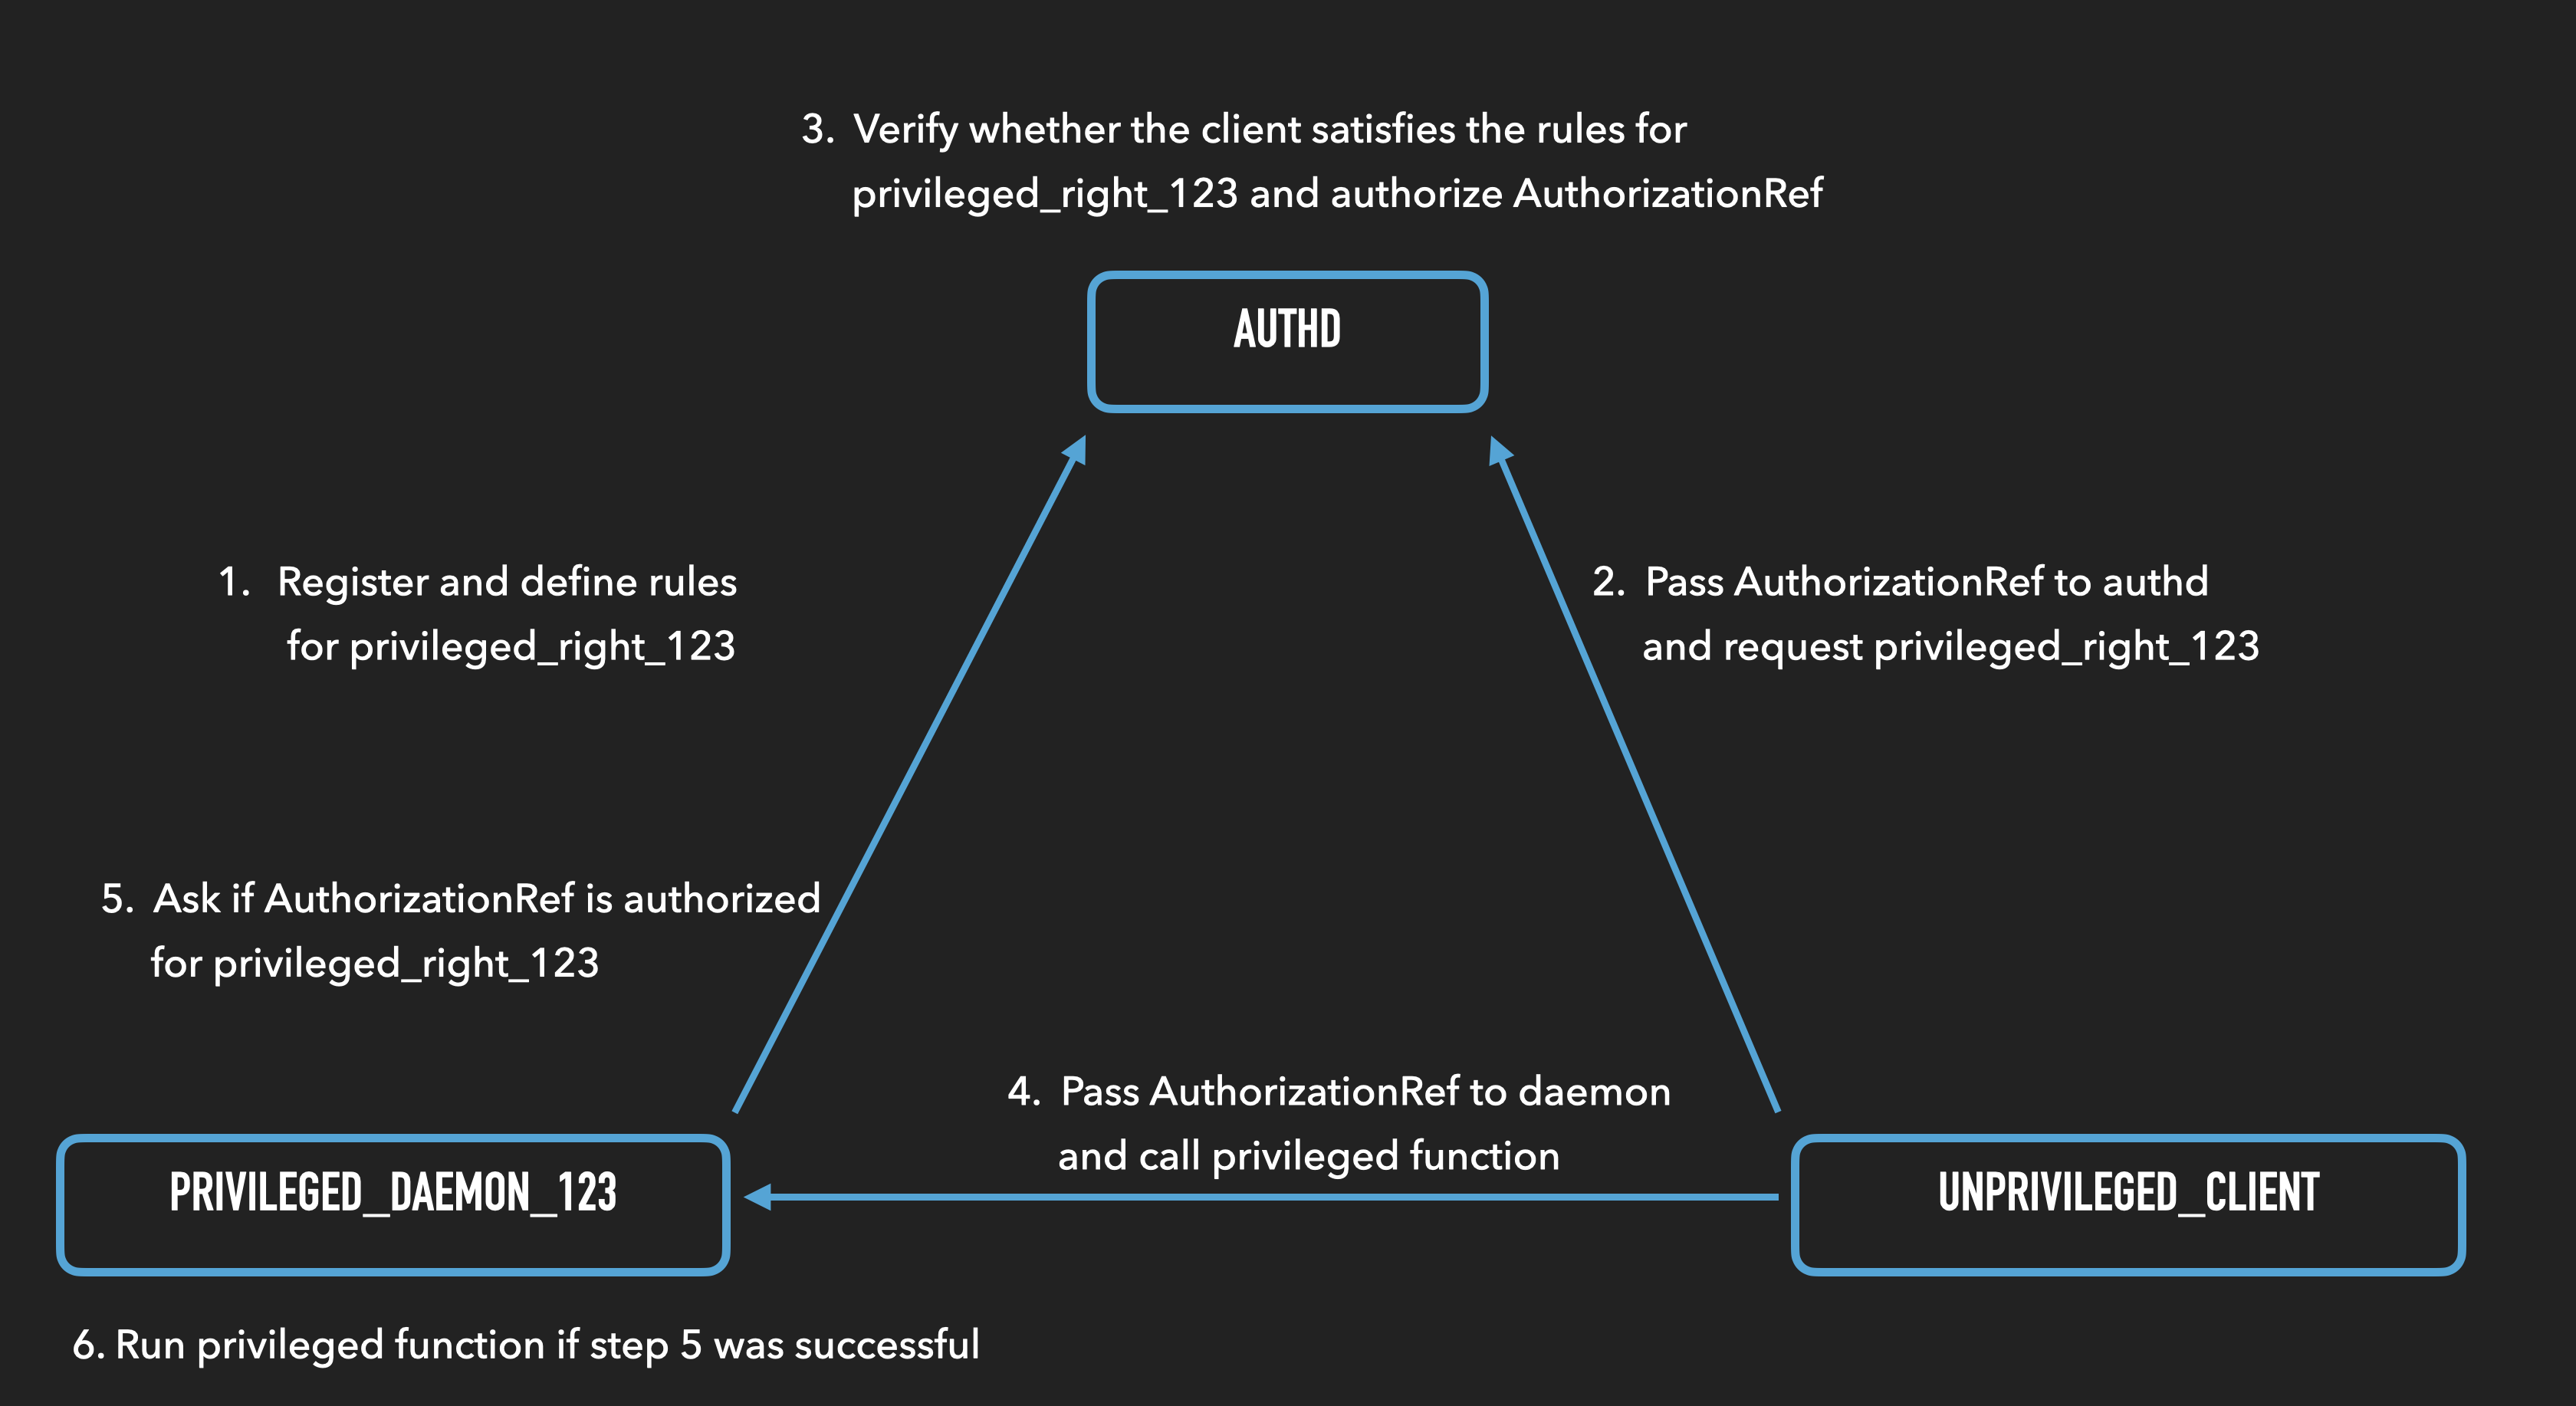 3. Verify whether the client satisfies the rules for
privileged_right_123 and authorize AuthorizationRef
AUTHD
1. Register and define rules
for privileged_right_123
2. Pass AuthorizationRef to authd
and request privileged_right_123
5. Ask if AuthorizationRef is authorized
for privileged_right_123
4. Pass AuthorizationRef to daemon
and call privileged function
PRIVILEGED_DAEMON_123
UNPRIVILEGED_CLIENT
6. Run privileged function if step 5 was successful